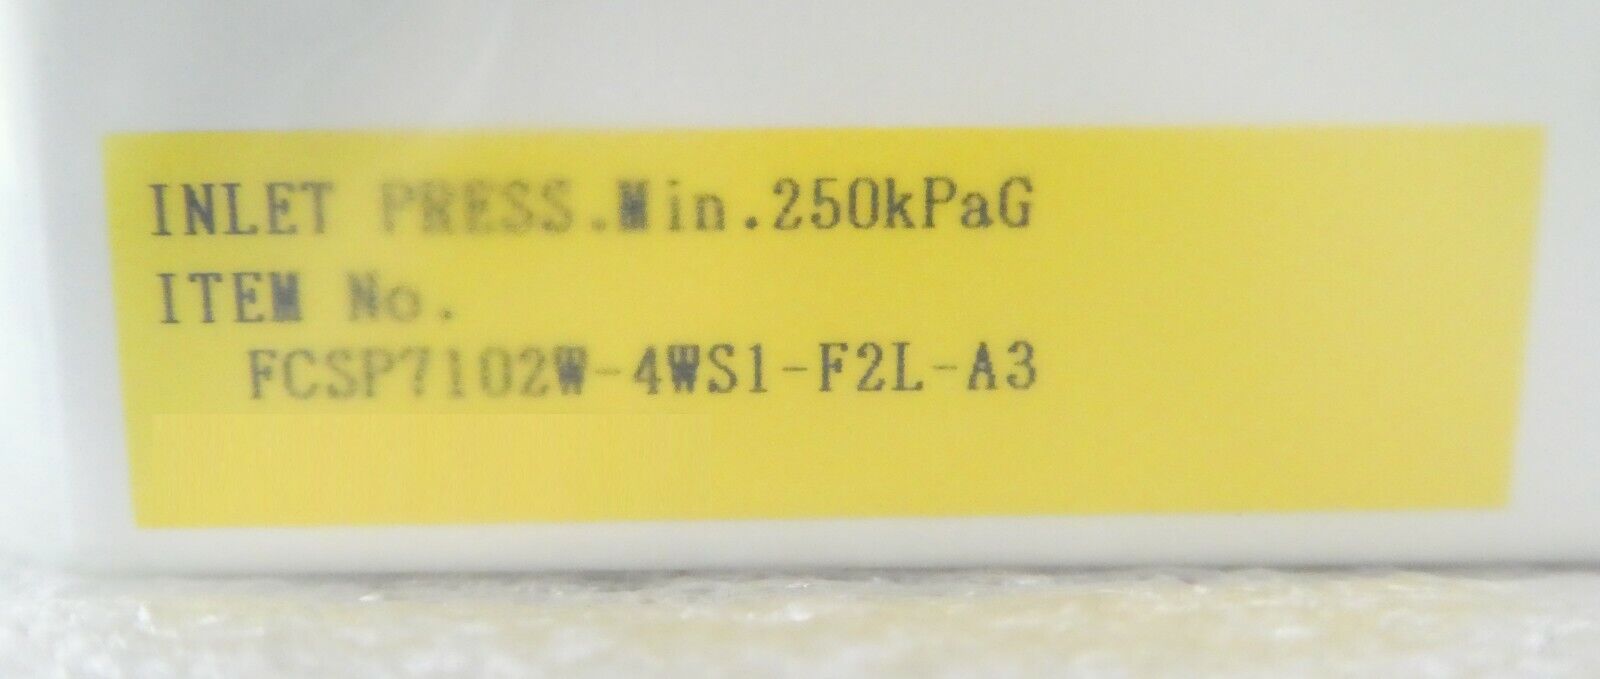 INLET PRESS.Min.250kPaG
ITEM No.
FCSP7102W-4WS1-F2L-A3